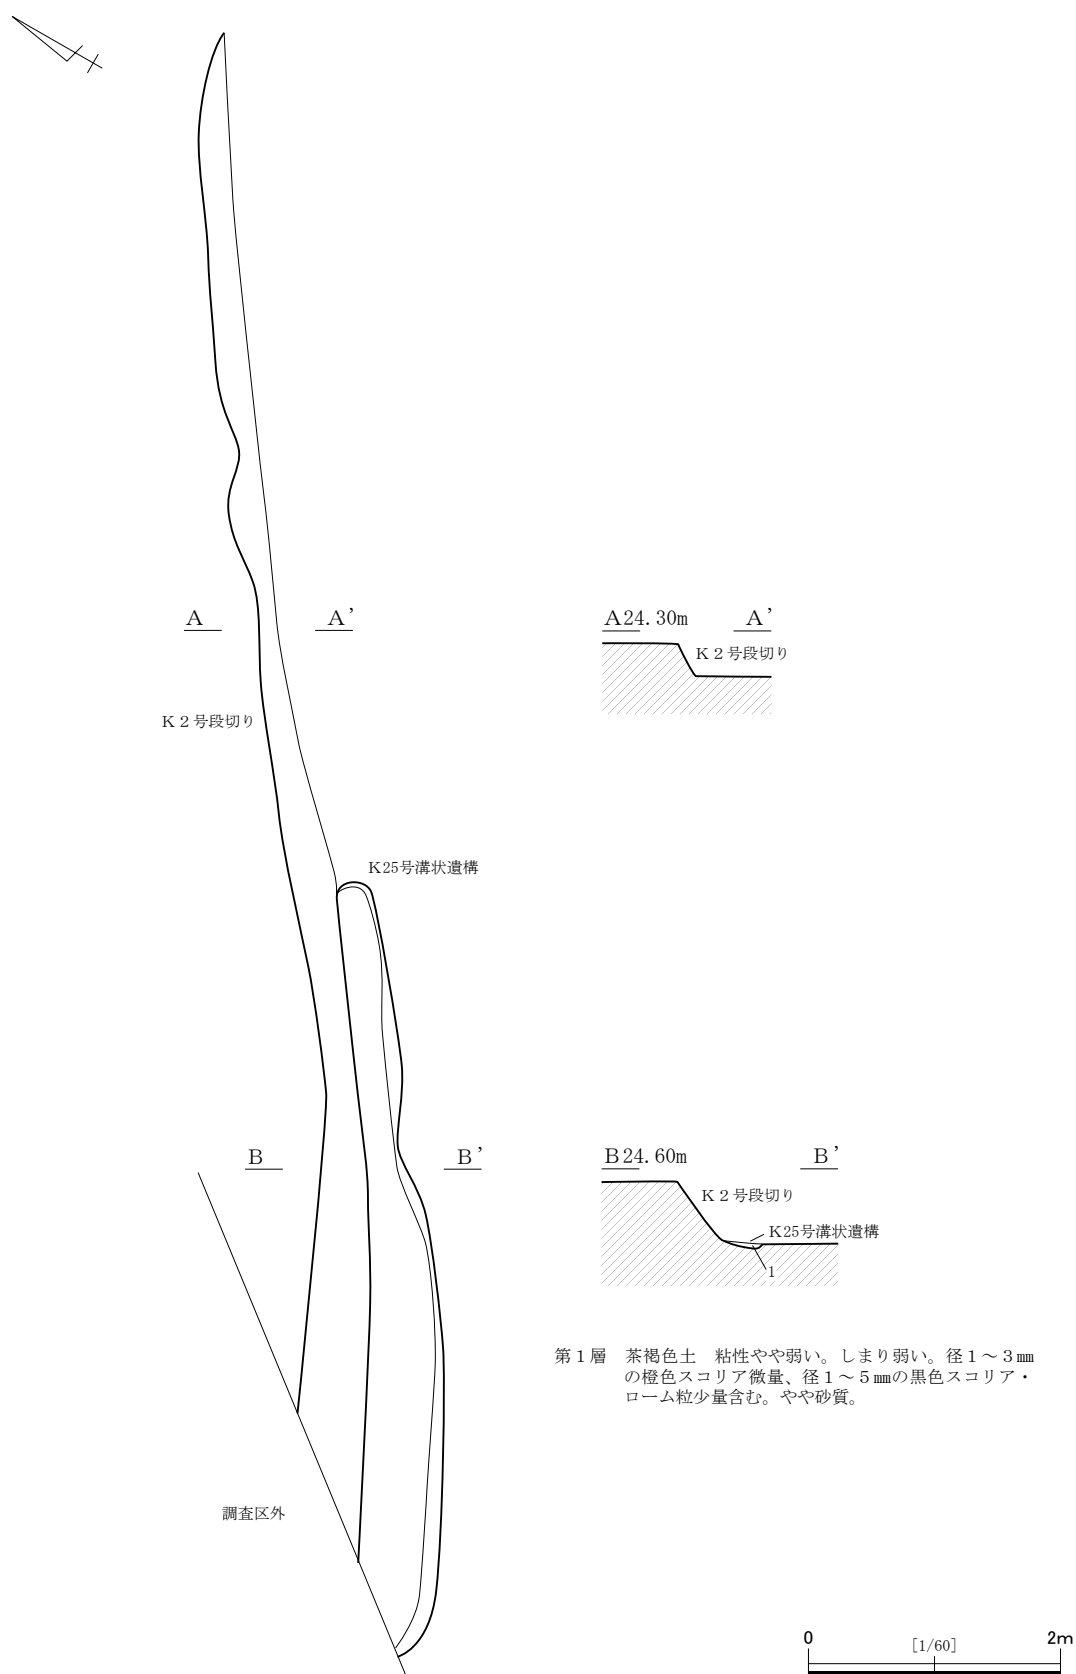 A A’
A24.30m A’
K２号段切り
K２号段切り
K25号溝状遺構
B B’
B24.60m B’
K２号段切り
K25号溝状遺構
1
第１層　茶褐色土　粘性やや弱い。しまり弱い。径１～３㎜
の橙色スコリア微量、径１～５㎜の黒色スコリア・
ローム粒少量含む。やや砂質。
調査区外
0 [1/60] 2m